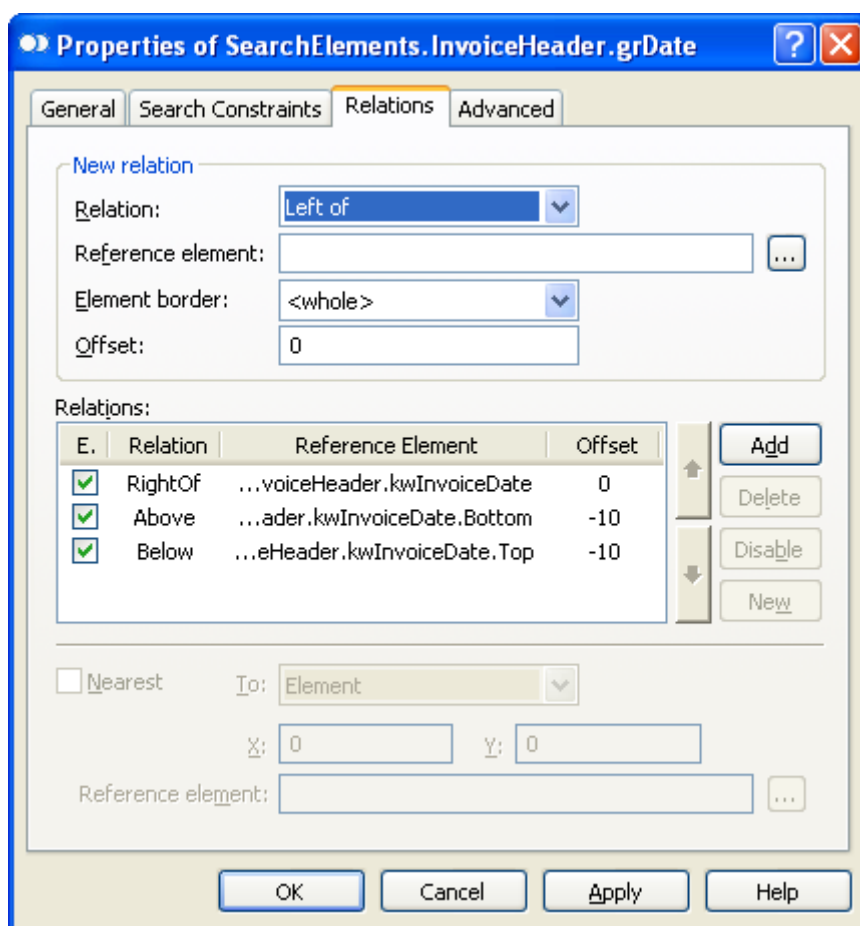 Properties of SearchElements.InvoiceHeader.grDate
General Search Constraints Relations Advanced
New relation
Relation: Left of
Reference element: ...
Element border: <whole>
Offset: 0
Relations:
E. Relation Reference Element Offset
RightOf ...voiceHeader.kwInvoiceDate 0
Above ...ader.kwInvoiceDate.Bottom -10
Below ...eHeader.kwInvoiceDate.Top -10
Add
Delete
Disable
New
Nearest To: Element
X: 0 Y: 0
Reference element: ...
OK Cancel Apply Help